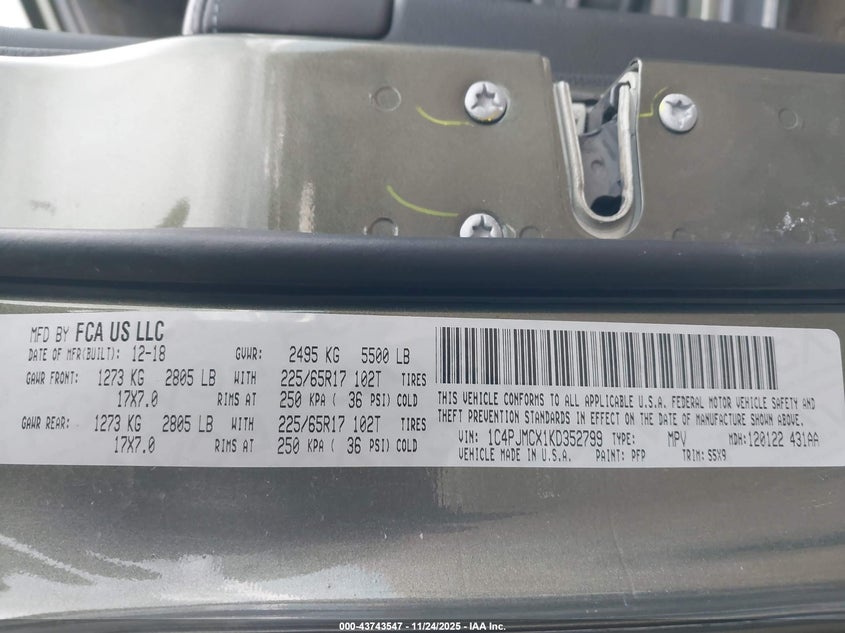 MFD BY FCA US LLC
DATE OF MFR(BUILT): 12-18 GVWR: 2495 KG 5500 LB
GAWR FRONT: 1273 KG 2805 LB WITH 225/65R17 102T TIRES
17X7.0 RIMS AT 250 KPA ( 36 PSI) COLD
GAWR REAR: 1273 KG 2805 LB WITH 225/65R17 102T TIRES
17X7.0 RIMS AT 250 KPA ( 36 PSI) COLD
THIS VEHICLE CONFORMS TO ALL APPLICABLE U.S.A. FEDERAL MOTOR VEHICLE SAFETY AND
THEFT PREVENTION STANDARDS IN EFFECT ON THE DATE OF MANUFACTURE SHOWN ABOVE.
VIN: 1C4PJMCX1KD352799 TYPE: MPV MDH: 120122 431AA
VEHICLE MADE IN U.S.A. PAINT: PFP TRIM: S5X9
000-43743547 - 11/24/2025 - IAA Inc.